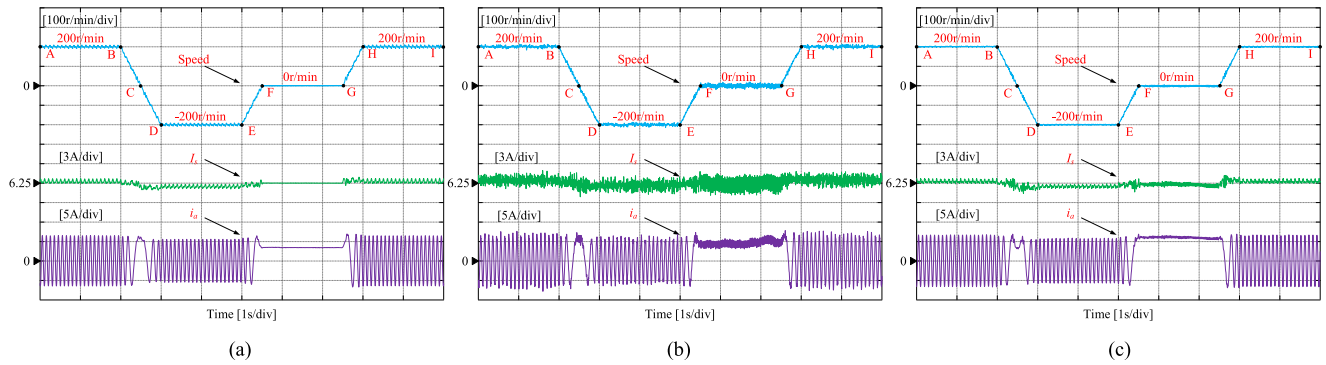 [100r/min/div]
200r/min
200r/min
A
B
H
I
Speed
0
C
0r/min
F
G
-200r/min
D
E
[3A/div]
Is
6.25
[5A/div]
ia
0
Time [1s/div]
(a)
[100r/min/div]
200r/min
200r/min
A
B
H
I
Speed
0
C
0r/min
F
G
-200r/min
D
E
[3A/div]
Is
6.25
[5A/div]
ia
0
Time [1s/div]
(b)
[100r/min/div]
200r/min
200r/min
A
B
H
I
Speed
0
C
0r/min
F
G
-200r/min
D
E
[3A/div]
Is
6.25
[5A/div]
ia
0
Time [1s/div]
(c)